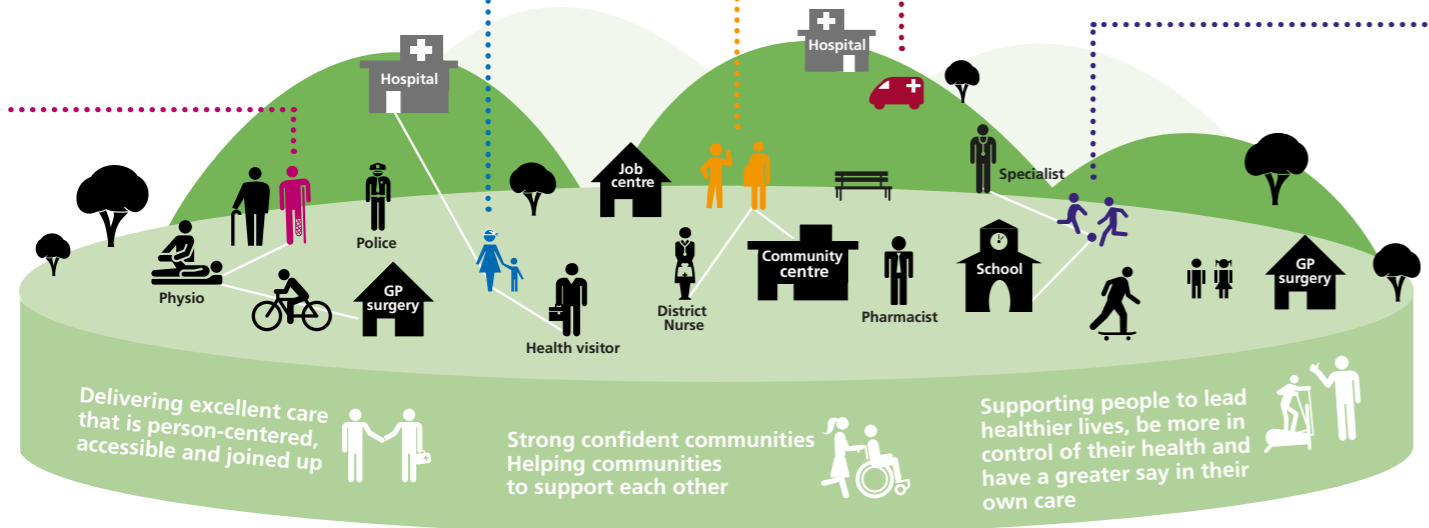 Hospital
Hospital
Job
centre
Specialist
Police
Physio
GP
surgery
Health visitor
District
Nurse
Community
centre
Pharmacist
School
GP
surgery
Delivering excellent care
that is person-centered,
accessible and joined up
Strong confident communities
Helping communities
to support each other
Supporting people to lead
healthier lives, be more in
control of their health and
have a greater say in their
own care